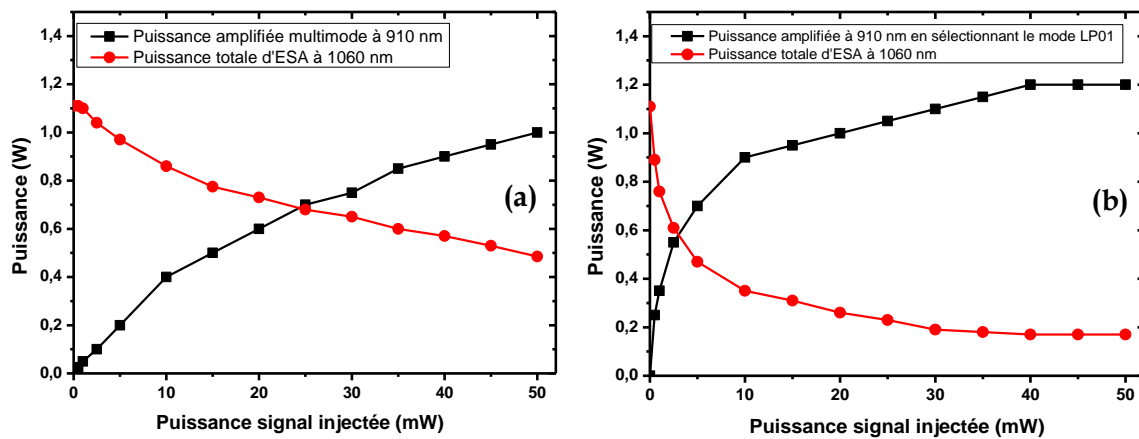 Puissance amplifiée multimode à 910 nm
Puissance totale d'ESA à 1060 nm
1,4
1,2
1,0
0,8
0,6
0,4
0,2
0,0
0
10
20
30
40
50
Puissance (W)
Puissance signal injectée (mW)
(a)
Puissance amplifiée à 910 nm en sélectionnant le mode LP01
Puissance totale d'ESA à 1060 nm
1,4
1,2
1,0
0,8
0,6
0,4
0,2
0,0
0
10
20
30
40
50
Puissance (W)
Puissance signal injectée (mW)
(b)